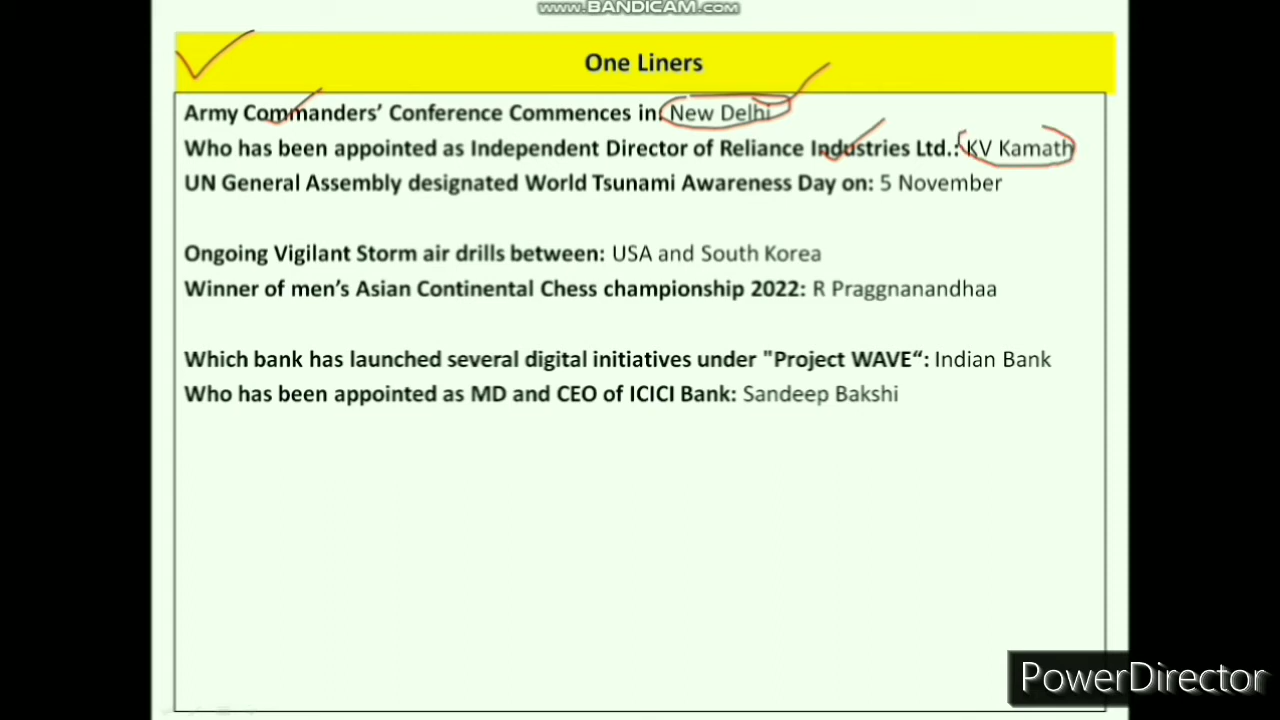 www.BANDICAM.com
One Liners
Army Commanders’ Conference Commences in: New Delhi
Who has been appointed as Independent Director of Reliance Industries Ltd.: KV Kamath
UN General Assembly designated World Tsunami Awareness Day on: 5 November
Ongoing Vigilant Storm air drills between: USA and South Korea
Winner of men’s Asian Continental Chess championship 2022: R Praggnanandhaa
Which bank has launched several digital initiatives under "Project WAVE“: Indian Bank
Who has been appointed as MD and CEO of ICICI Bank: Sandeep Bakshi
PowerDirector